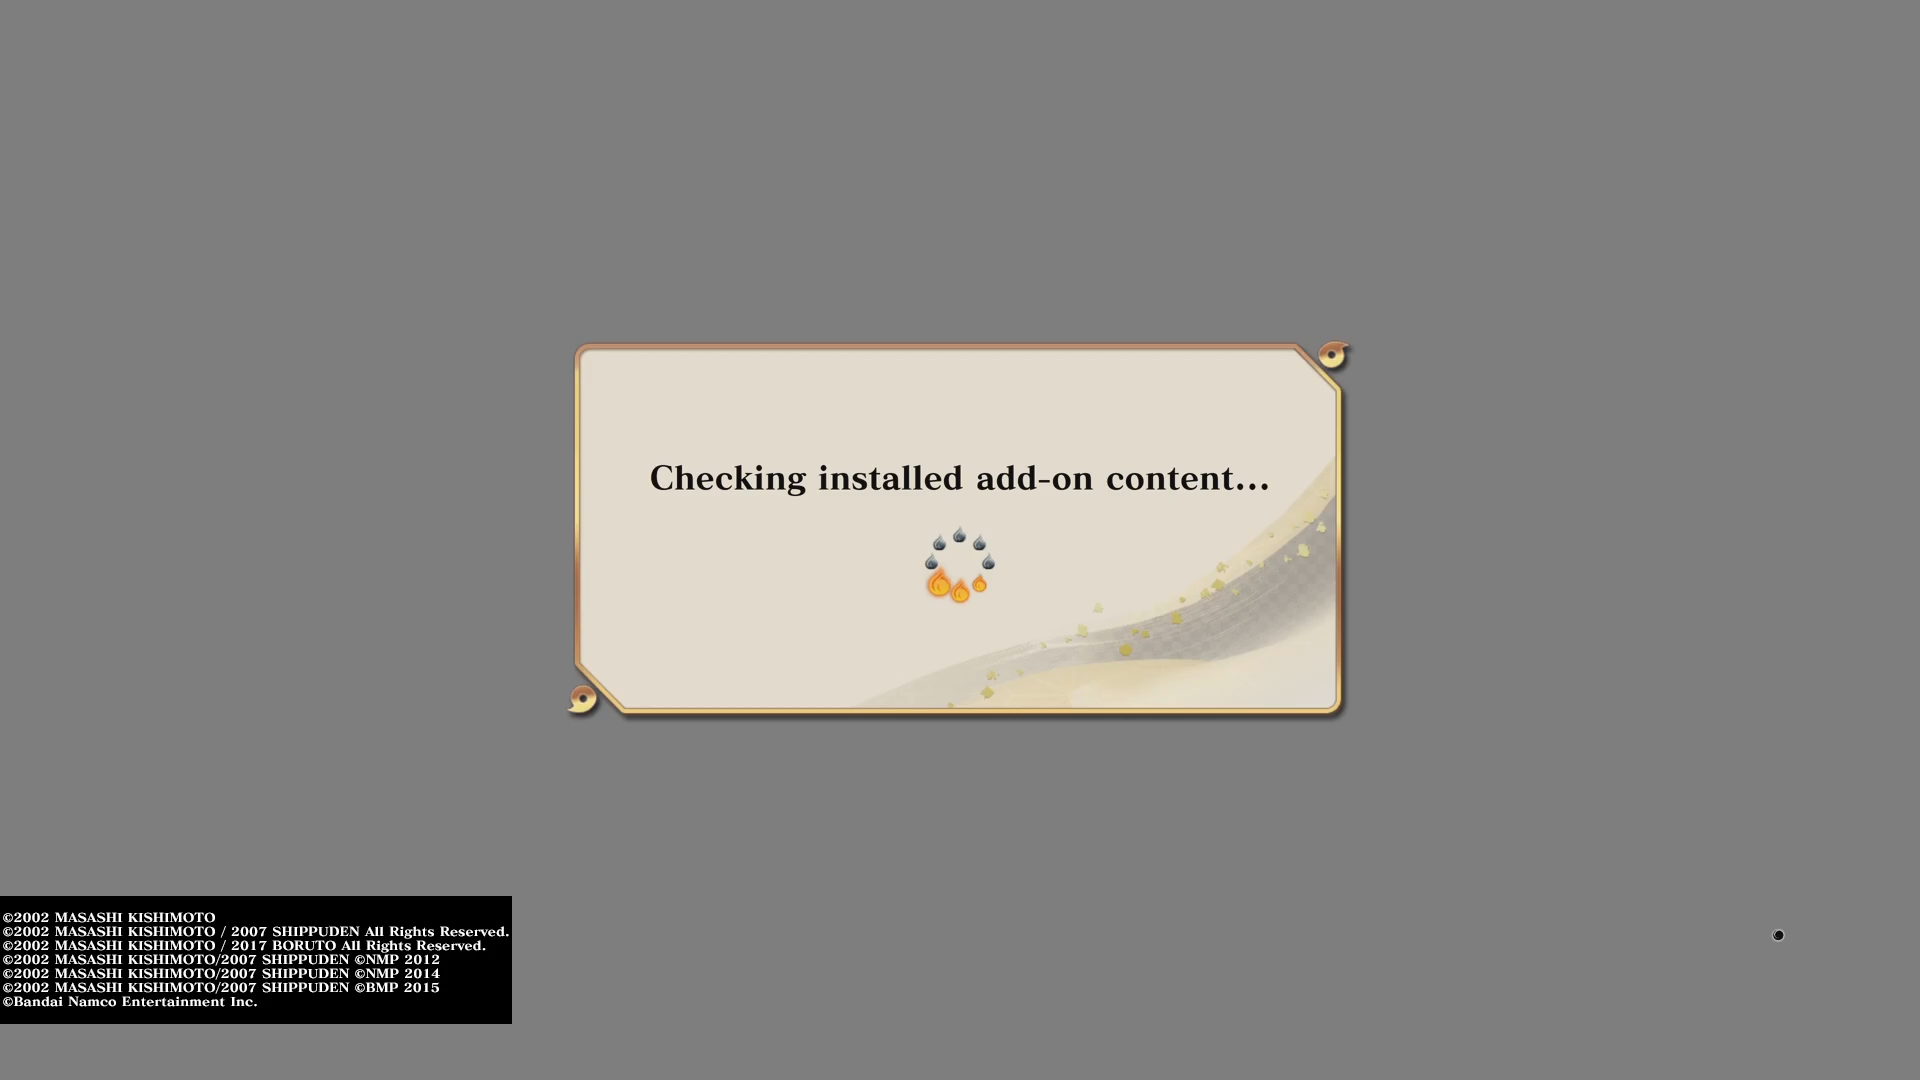 Checking installed add-on content...
©2002 MASASHI KISHIMOTO
©2002 MASASHI KISHIMOTO / 2007 SHIPPUDEN All Rights Reserved.
©2002 MASASHI KISHIMOTO / 2017 BORUTO All Rights Reserved.
©2002 MASASHI KISHIMOTO/2007 SHIPPUDEN ©NMP 2012
©2002 MASASHI KISHIMOTO/2007 SHIPPUDEN ©NMP 2014
©2002 MASASHI KISHIMOTO/2007 SHIPPUDEN ©BMP 2015
©Bandai Namco Entertainment Inc.